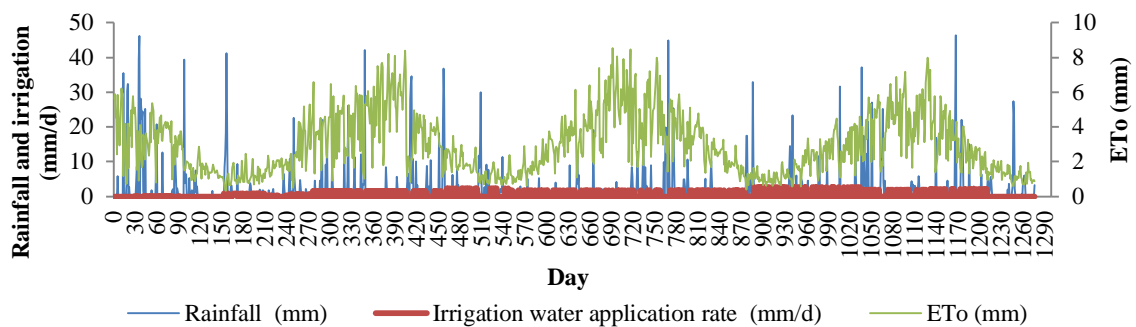 Rainfall and irrigation
(mm/d)
50
40
30
20
10
0
10
8
6
4
2
0
ETo (mm)
0 30 60 90 120 150 180 210 240 270 300 330 360 390 420 450 480 510 540 570 600 630 660 690 720 750 780 810 840 870 900 930 960 990 1020 1050 1080 1110 1140 1170 1200 1230 1260 1290
Day
Rainfall (mm) Irrigation water application rate (mm/d) ETo (mm)